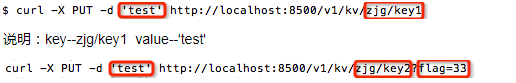 $ curl -X PUT -d 'test' http://localhost:8500/v1/kv/zjg/key1
说明：key--zjg/key1 value--'test'
curl -X PUT -d 'test' http://localhost:8500/v1/kv/zjg/key2?flag=33